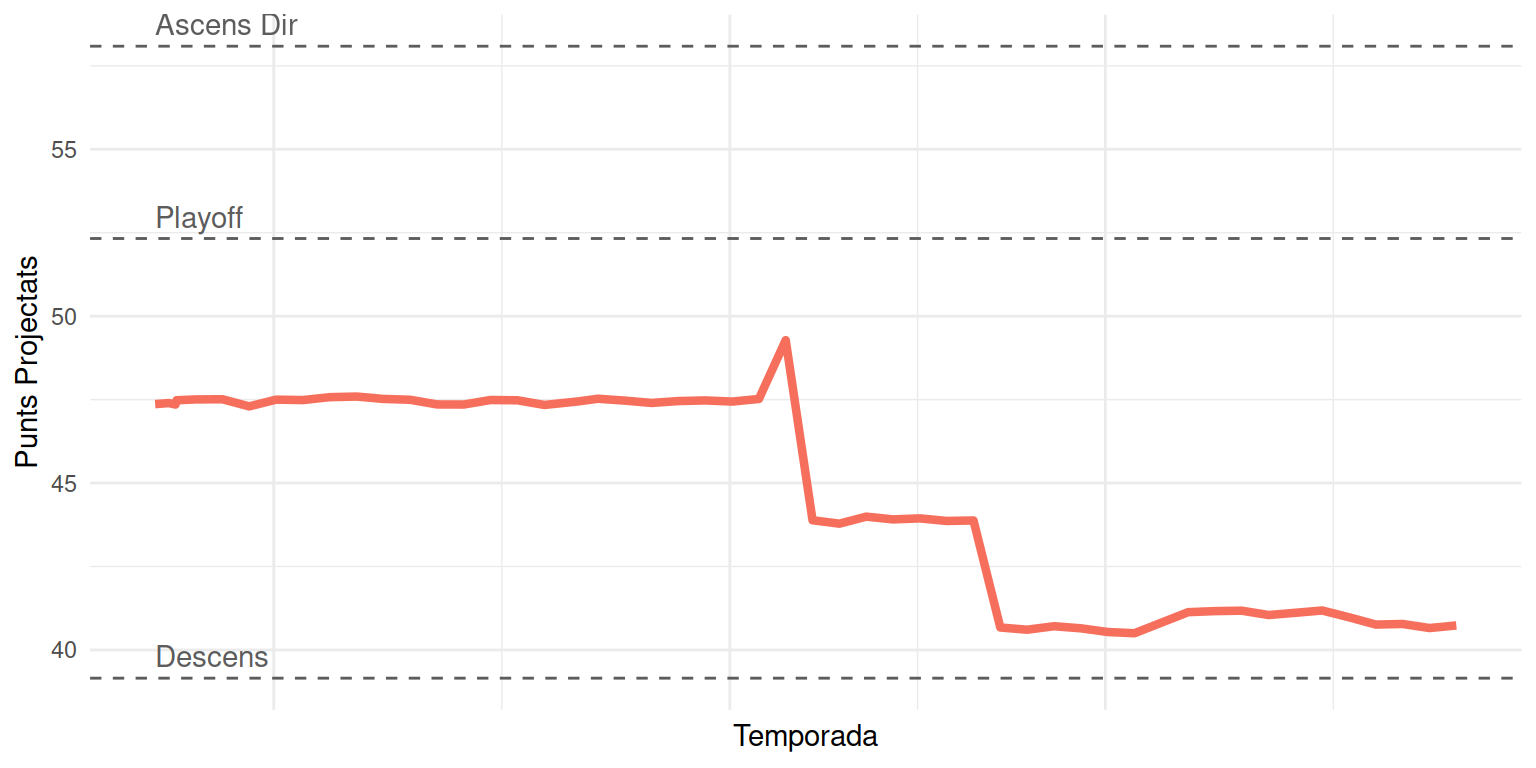 Ascens Dir
55
Playoff
50
Punts Projectats
45
40
Descens
Temporada